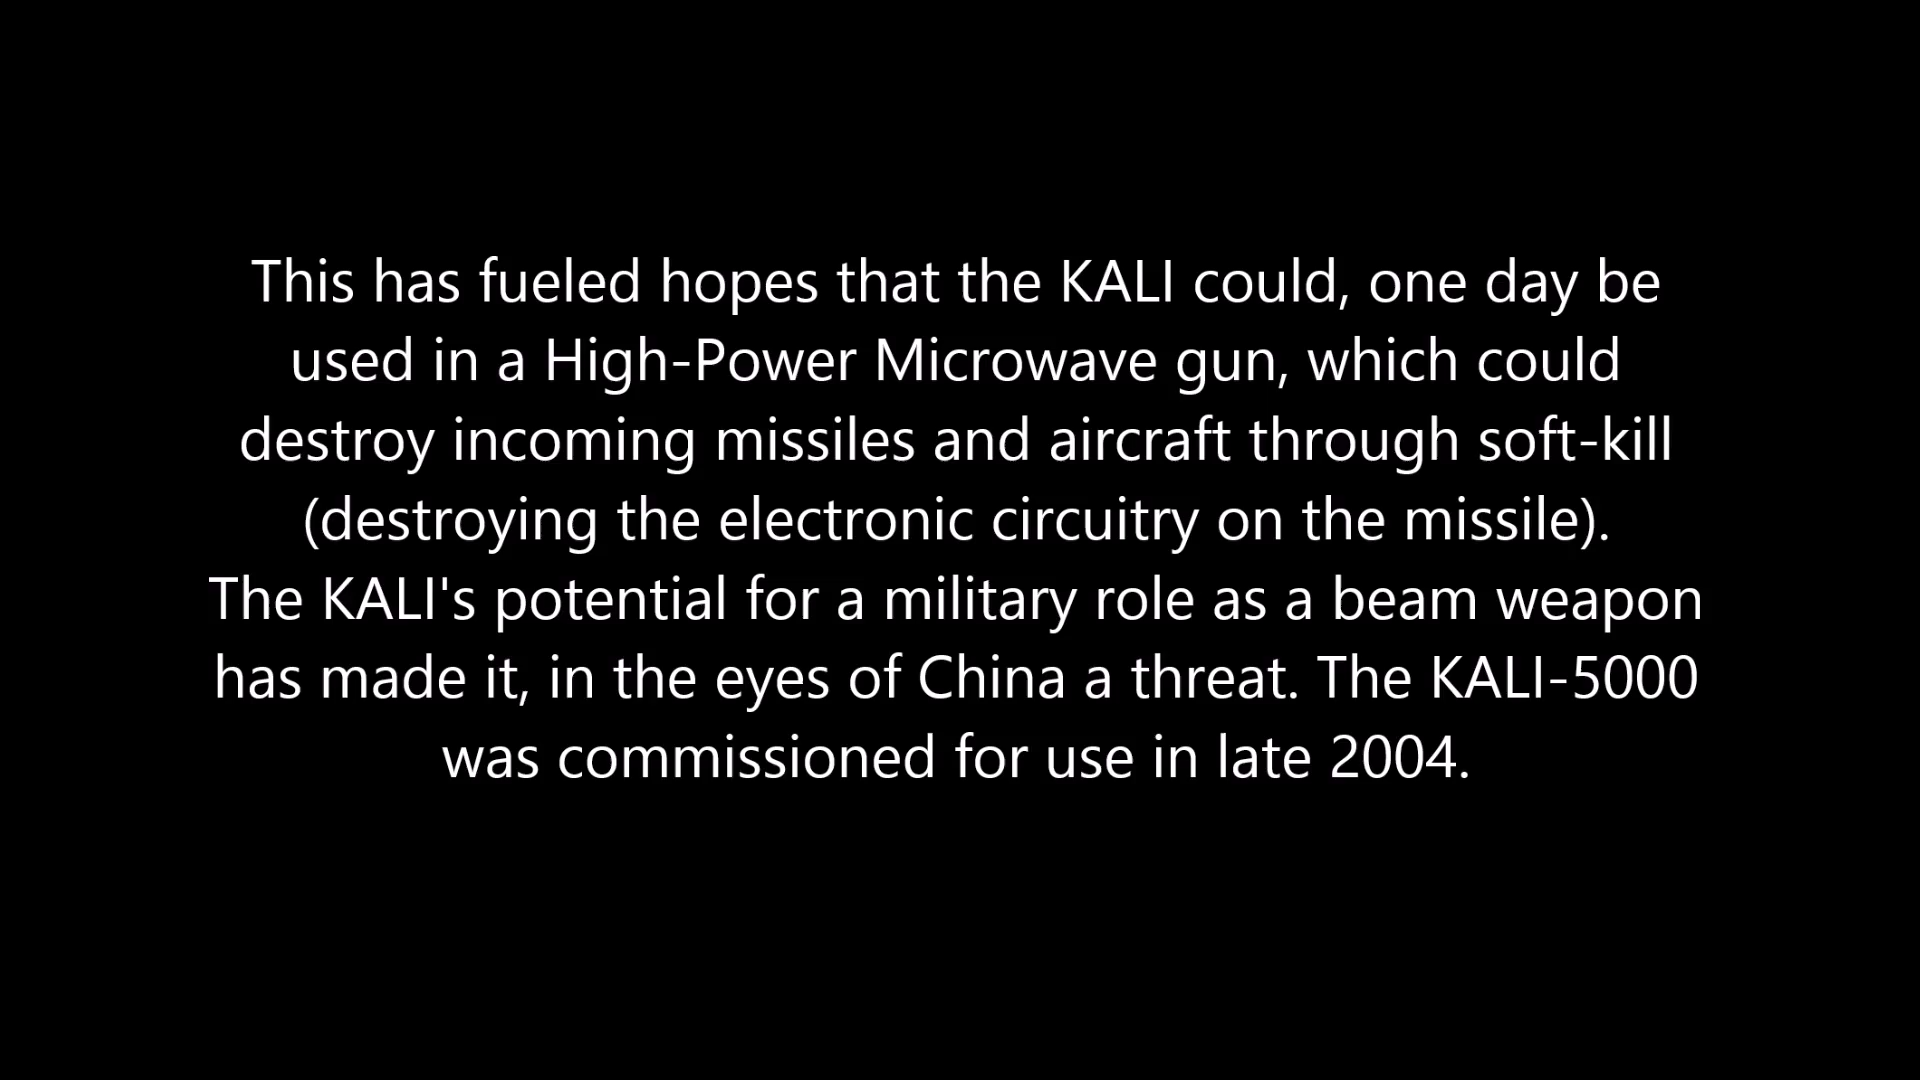 This has fueled hopes that the KALI could, one day be
used in a High-Power Microwave gun, which could
destroy incoming missiles and aircraft through soft-kill
(destroying the electronic circuitry on the missile).
The KALI's potential for a military role as a beam weapon
has made it, in the eyes of China a threat. The KALI-5000
was commissioned for use in late 2004.